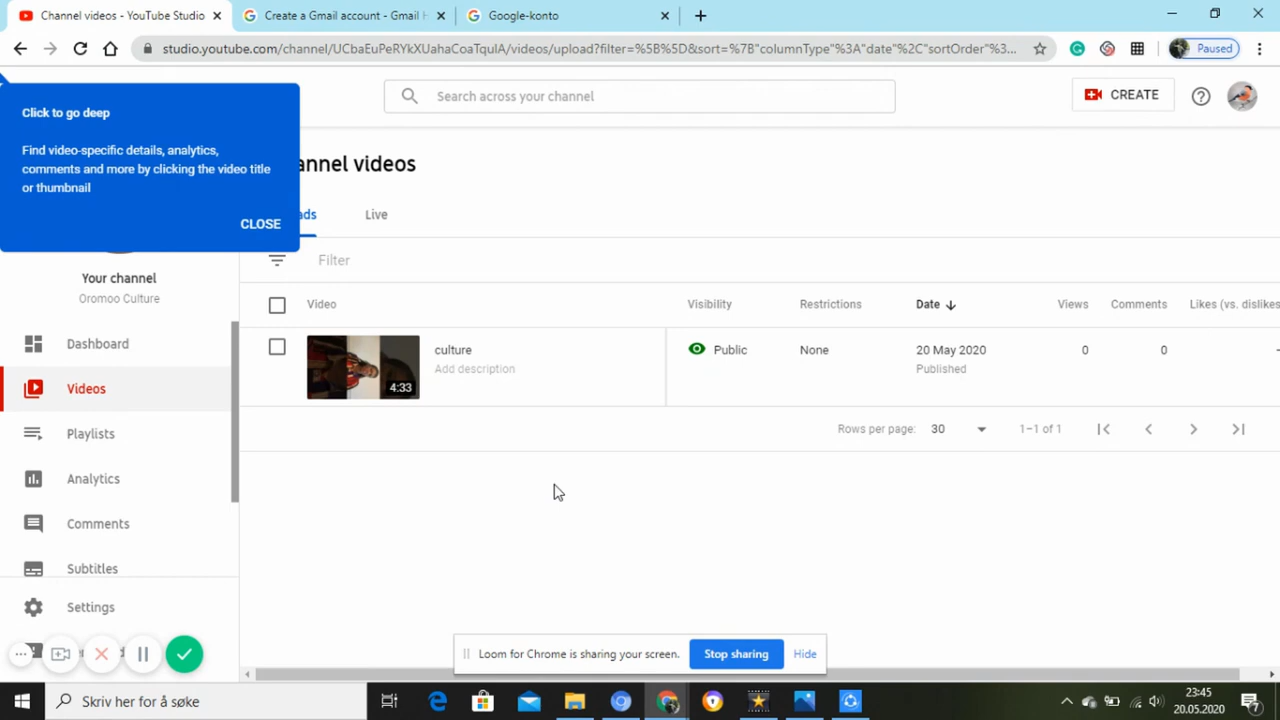 Channel videos - YouTube Studio
Create a Gmail account - Gmail H
Google-konto
studio.youtube.com/channel/UCbaEuPeRYkXUahaCoaTqulA/videos/upload?filter=%5B%5D&sort=%7B"columnType"%3A"date"%2C"sortOrder"%3...
Paused
Click to go deep
Find video-specific details, analytics,
comments and more by clicking the video title
or thumbnail
CLOSE
Search across your channel
CREATE
annel videos
ads
Live
Your channel
Oromoo Culture
Filter
Video
Visibility
Restrictions
Date
Views
Comments
Likes (vs. dislikes
culture
Add description
4:33
Public
None
20 May 2020
Published
0
0
Rows per page:
30
1–1 of 1
Dashboard
Videos
Playlists
Analytics
Comments
Subtitles
Settings
Loom for Chrome is sharing your screen.
Stop sharing
Hide
Skriv her for å søke
23:45
20.05.2020
7